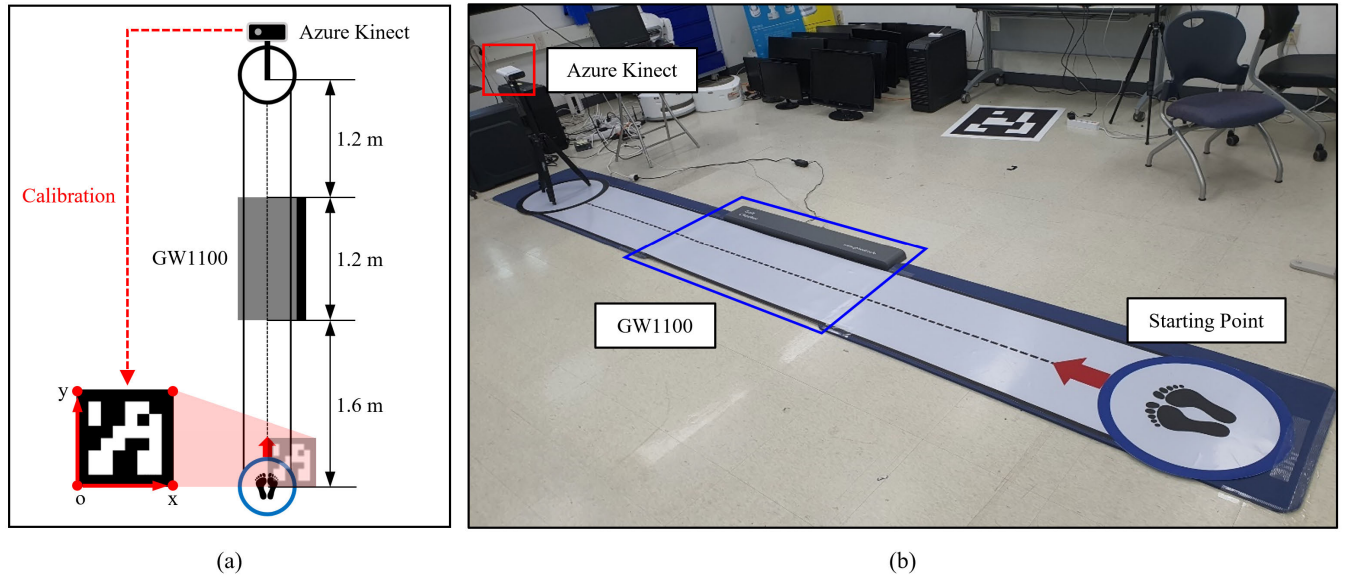 Azure Kinect
1.2 m
Calibration
GW1100
1.2 m
1.6 m
y
o
x
(a)
Azure Kinect
GW1100
Starting Point
(b)